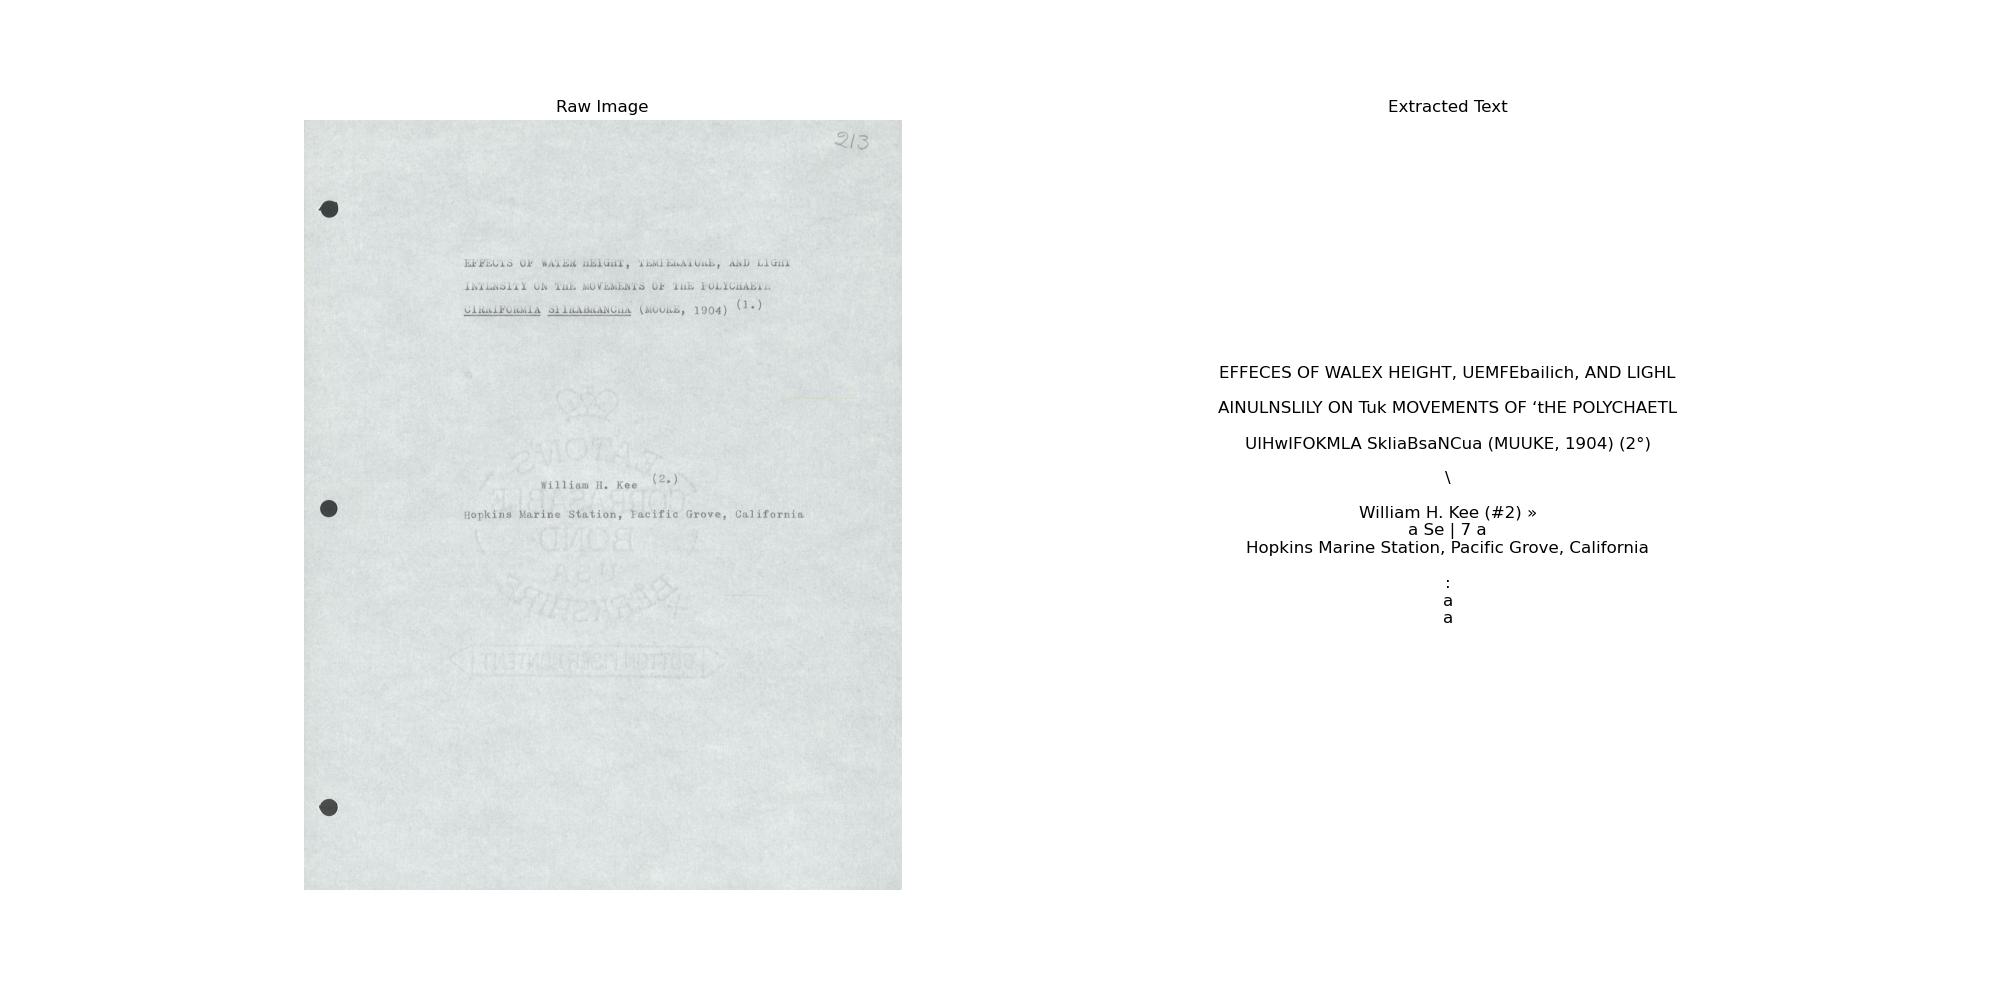 Raw Image
213
EFFECTS OF WATER HEIGHT, TEMPERATURE, AND LIGHT
INTENSITY ON THE MOVEMENTS OF THE POLYCHAETE
CIRRIFORMIA SPIRABRANCHA (MOORE, 1904) (1.)
EATON'S
CORRASABLE
BOND
USA
BERKSHIRE
COTTON FIBER CONTENT
William H. Kee (2.)
Hopkins Marine Station, Pacific Grove, California
Extracted Text
EFFECES OF WALEX HEIGHT, UEMFEbailich, AND LIGHL
AINULNSLILY ON Tuk MOVEMENTS OF ‘tHE POLYCHAETL
UIHwIFOKMLA SkliaBsaNCua (MUUKE, 1904) (2°)
\
William H. Kee (#2) »
a Se | 7 a
Hopkins Marine Station, Pacific Grove, California
:
a
a